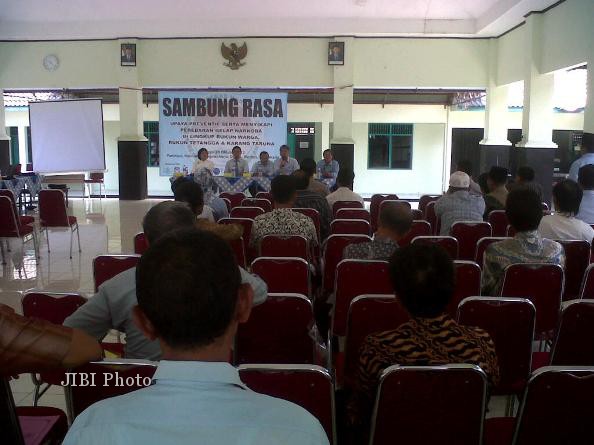 SAMBUNG RASA
UPAYA PREVENTIF SERTA MENYIKAPI
PEREDARAN GELAP NARKOBA
DI LINGKUP RUKUN WARGA,
RUKUN TETANGGA & KARANG TARUNA
JIBI Photo